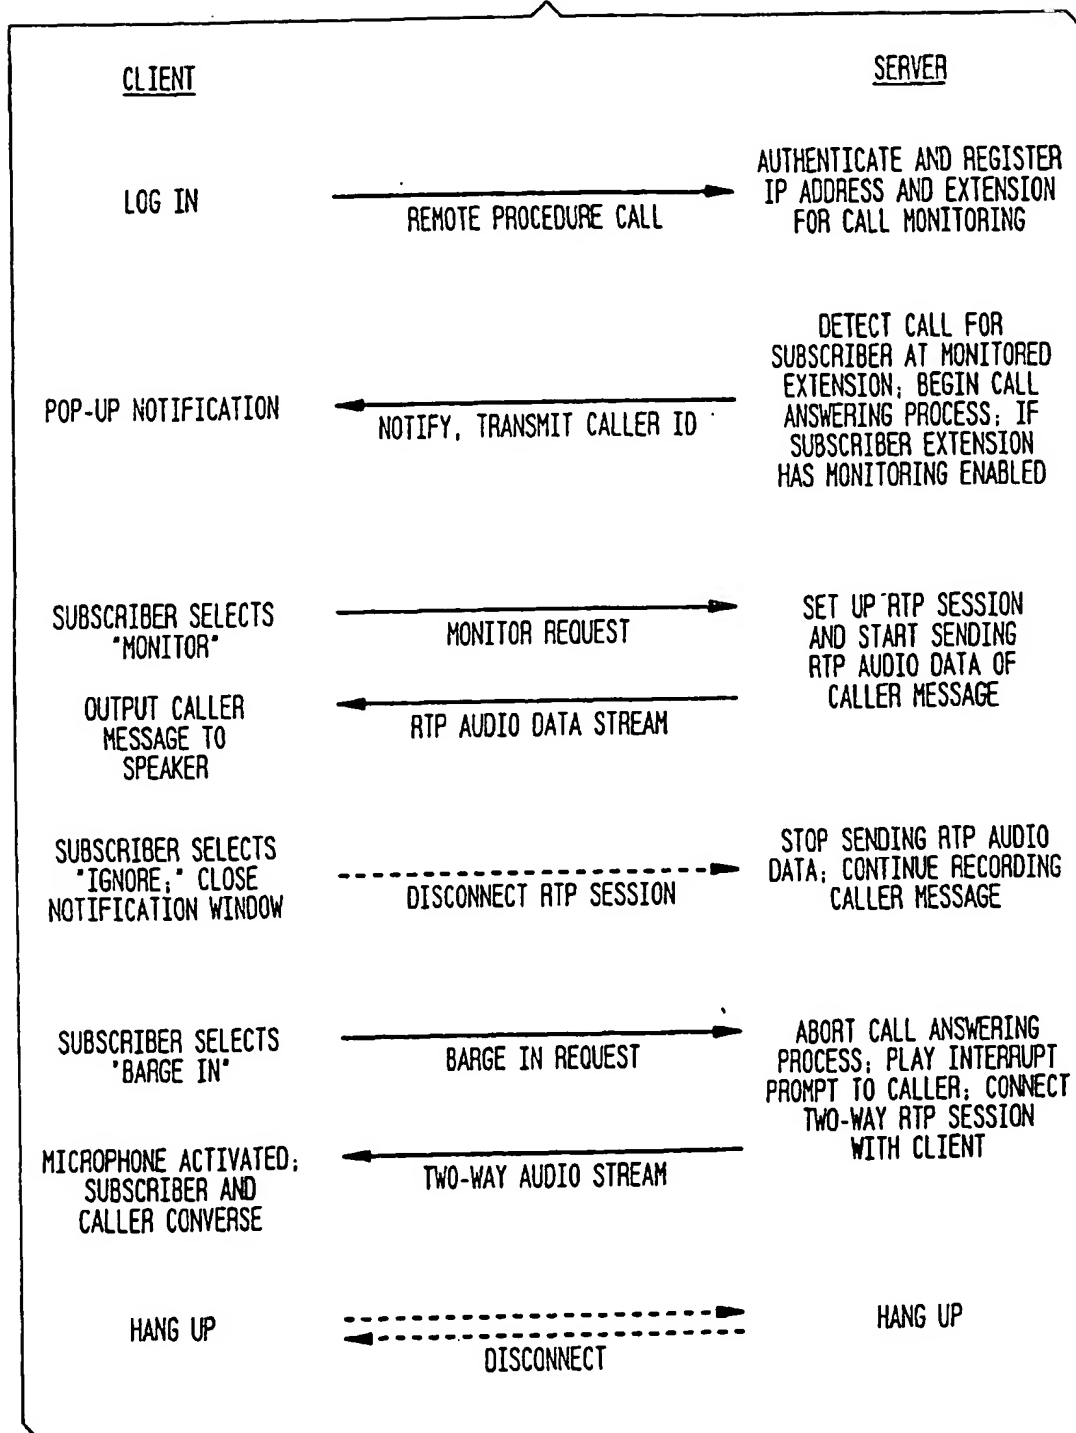 CLIENT
SERVER
LOG IN
REMOTE PROCEDURE CALL
AUTHENTICATE AND REGISTER
IP ADDRESS AND EXTENSION
FOR CALL MONITORING
POP-UP NOTIFICATION
NOTIFY, TRANSMIT CALLER ID
DETECT CALL FOR
SUBSCRIBER AT MONITORED
EXTENSION; BEGIN CALL
ANSWERING PROCESS; IF
SUBSCRIBER EXTENSION
HAS MONITORING ENABLED
SUBSCRIBER SELECTS
"MONITOR"
MONITOR REQUEST
SET UP RTP SESSION
AND START SENDING
RTP AUDIO DATA OF
CALLER MESSAGE
OUTPUT CALLER
MESSAGE TO
SPEAKER
RTP AUDIO DATA STREAM
SUBSCRIBER SELECTS
"IGNORE;" CLOSE
NOTIFICATION WINDOW
DISCONNECT RTP SESSION
STOP SENDING RTP AUDIO
DATA; CONTINUE RECORDING
CALLER MESSAGE
SUBSCRIBER SELECTS
"BARGE IN"
BARGE IN REQUEST
ABORT CALL ANSWERING
PROCESS; PLAY INTERRUPT
PROMPT TO CALLER; CONNECT
TWO-WAY RTP SESSION
WITH CLIENT
MICROPHONE ACTIVATED;
SUBSCRIBER AND
CALLER CONVERSE
TWO-WAY AUDIO STREAM
HANG UP
DISCONNECT
HANG UP